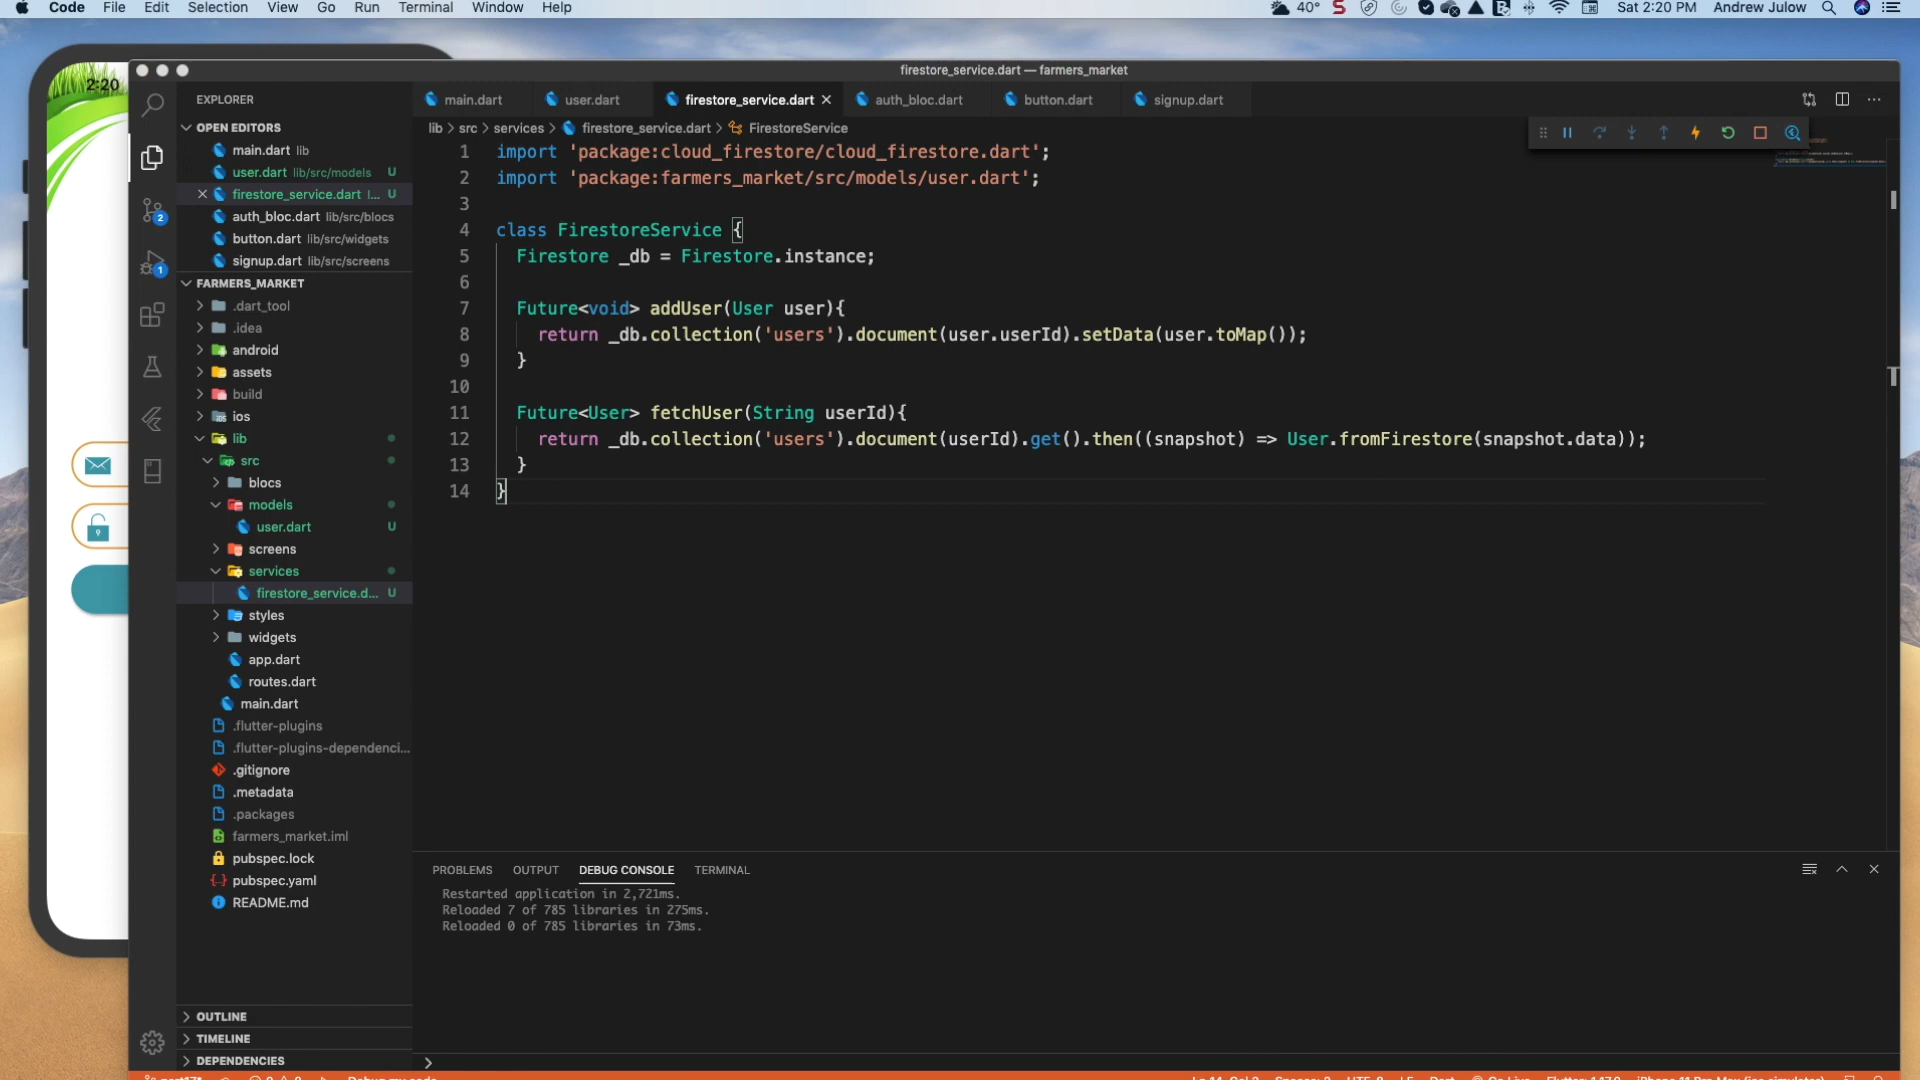 Code File Edit Selection View Go Run Terminal Window Help
40° Sat 2:20 PM Andrew Julow
2:20
firestore_service.dart — farmers_market
EXPLORER
OPEN EDITORS
main.dart lib
user.dart lib/src/models U
firestore_service.dart l... U
auth_bloc.dart lib/src/blocs
button.dart lib/src/widgets
signup.dart lib/src/screens
FARMERS_MARKET
.dart_tool
.idea
android
assets
build
ios
lib
src
blocs
models
user.dart U
screens
services
firestore_service.d... U
styles
widgets
app.dart
routes.dart
main.dart
.flutter-plugins
.flutter-plugins-dependenci...
.gitignore
.metadata
.packages
farmers_market.iml
pubspec.lock
pubspec.yaml
README.md
OUTLINE
TIMELINE
DEPENDENCIES
2
1
main.dart user.dart firestore_service.dart auth_bloc.dart button.dart signup.dart
lib > src > services > firestore_service.dart > FirestoreService
1 import 'package:cloud_firestore/cloud_firestore.dart';
2 import 'package:farmers_market/src/models/user.dart';
3
4 class FirestoreService {
5 Firestore _db = Firestore.instance;
6
7 Future<void> addUser(User user){
8 return _db.collection('users').document(user.userId).setData(user.toMap());
9 }
10
11 Future<User> fetchUser(String userId){
12 return _db.collection('users').document(userId).get().then((snapshot) => User.fromFirestore(snapshot.data));
13 }
14 }
PROBLEMS OUTPUT DEBUG CONSOLE TERMINAL
Restarted application in 2,721ms.
Reloaded 7 of 785 libraries in 275ms.
Reloaded 0 of 785 libraries in 73ms.